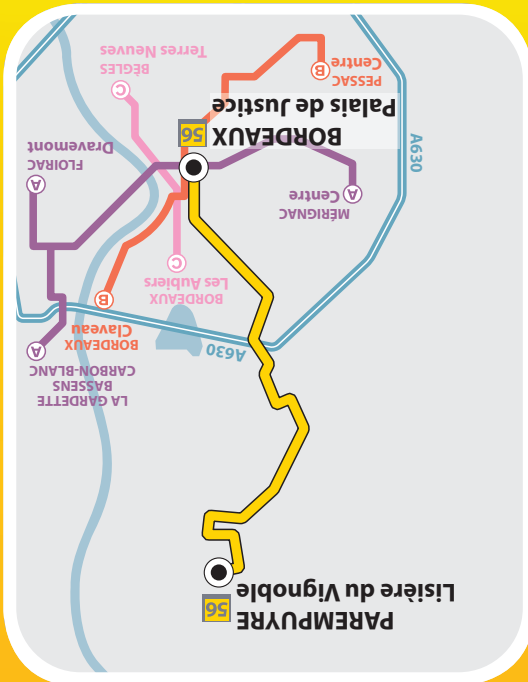 56 PAREMPUYRE
Lisière du Vignoble
LA GARDETTE
BASSENS
CARBON-BLANC
A
A630
BORDEAUX
Claveau
B
BORDEAUX
Les Aubiers
C
MÉRIGNAC
Centre
A
FLOIRAC
Dravemont
A
56 BORDEAUX
Palais de Justice
A630
PESSAC
Centre
B
BÈGLES
Terres Neuves
C